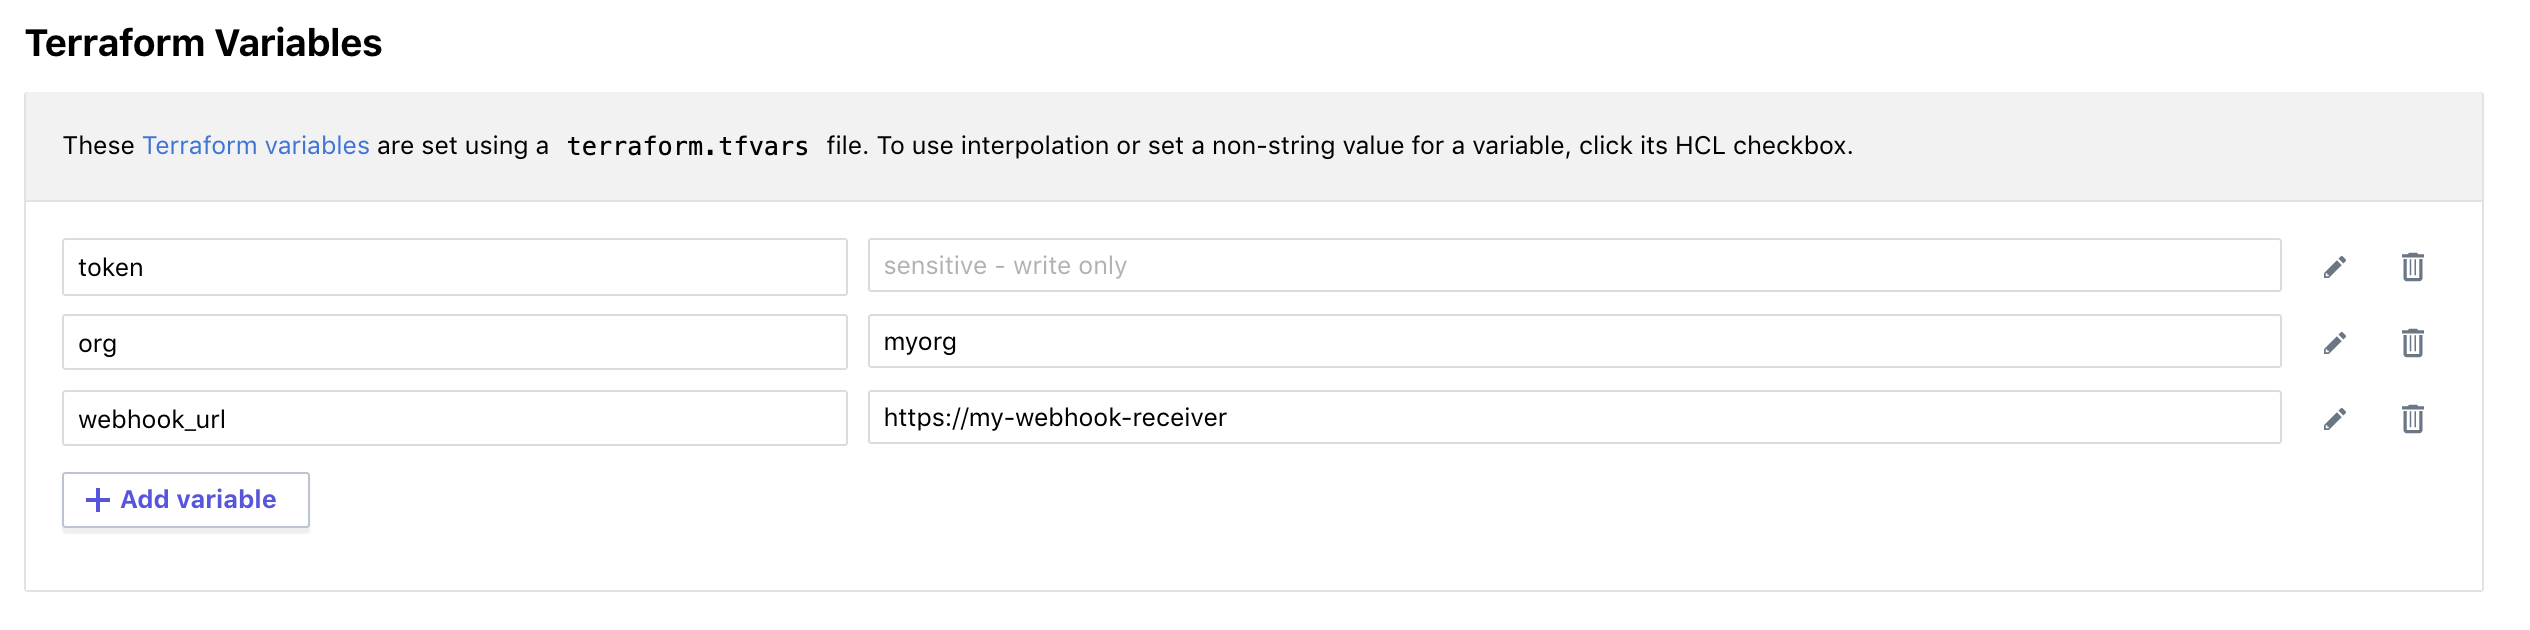 Terraform Variables
These Terraform variables are set using a terraform.tfvars file. To use interpolation or set a non-string value for a variable, click its HCL checkbox.
token
sensitive - write only
org
myorg
webhook_url
https://my-webhook-receiver
Add variable